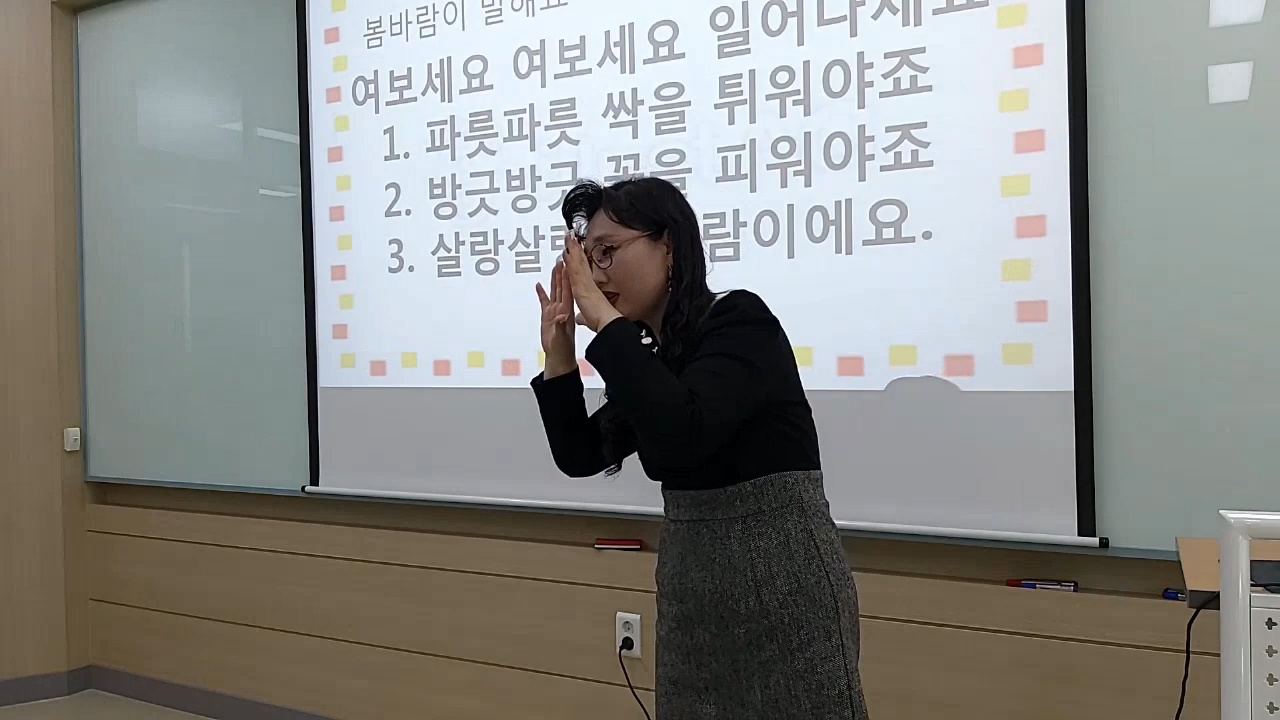 봄바람이 말해요
여보세요 여보세요 일어나세요
1. 파릇파릇 싹을 튀워야죠
2. 방긋방긋 꽃을 피워야죠
3. 살랑살랑 람이에요.